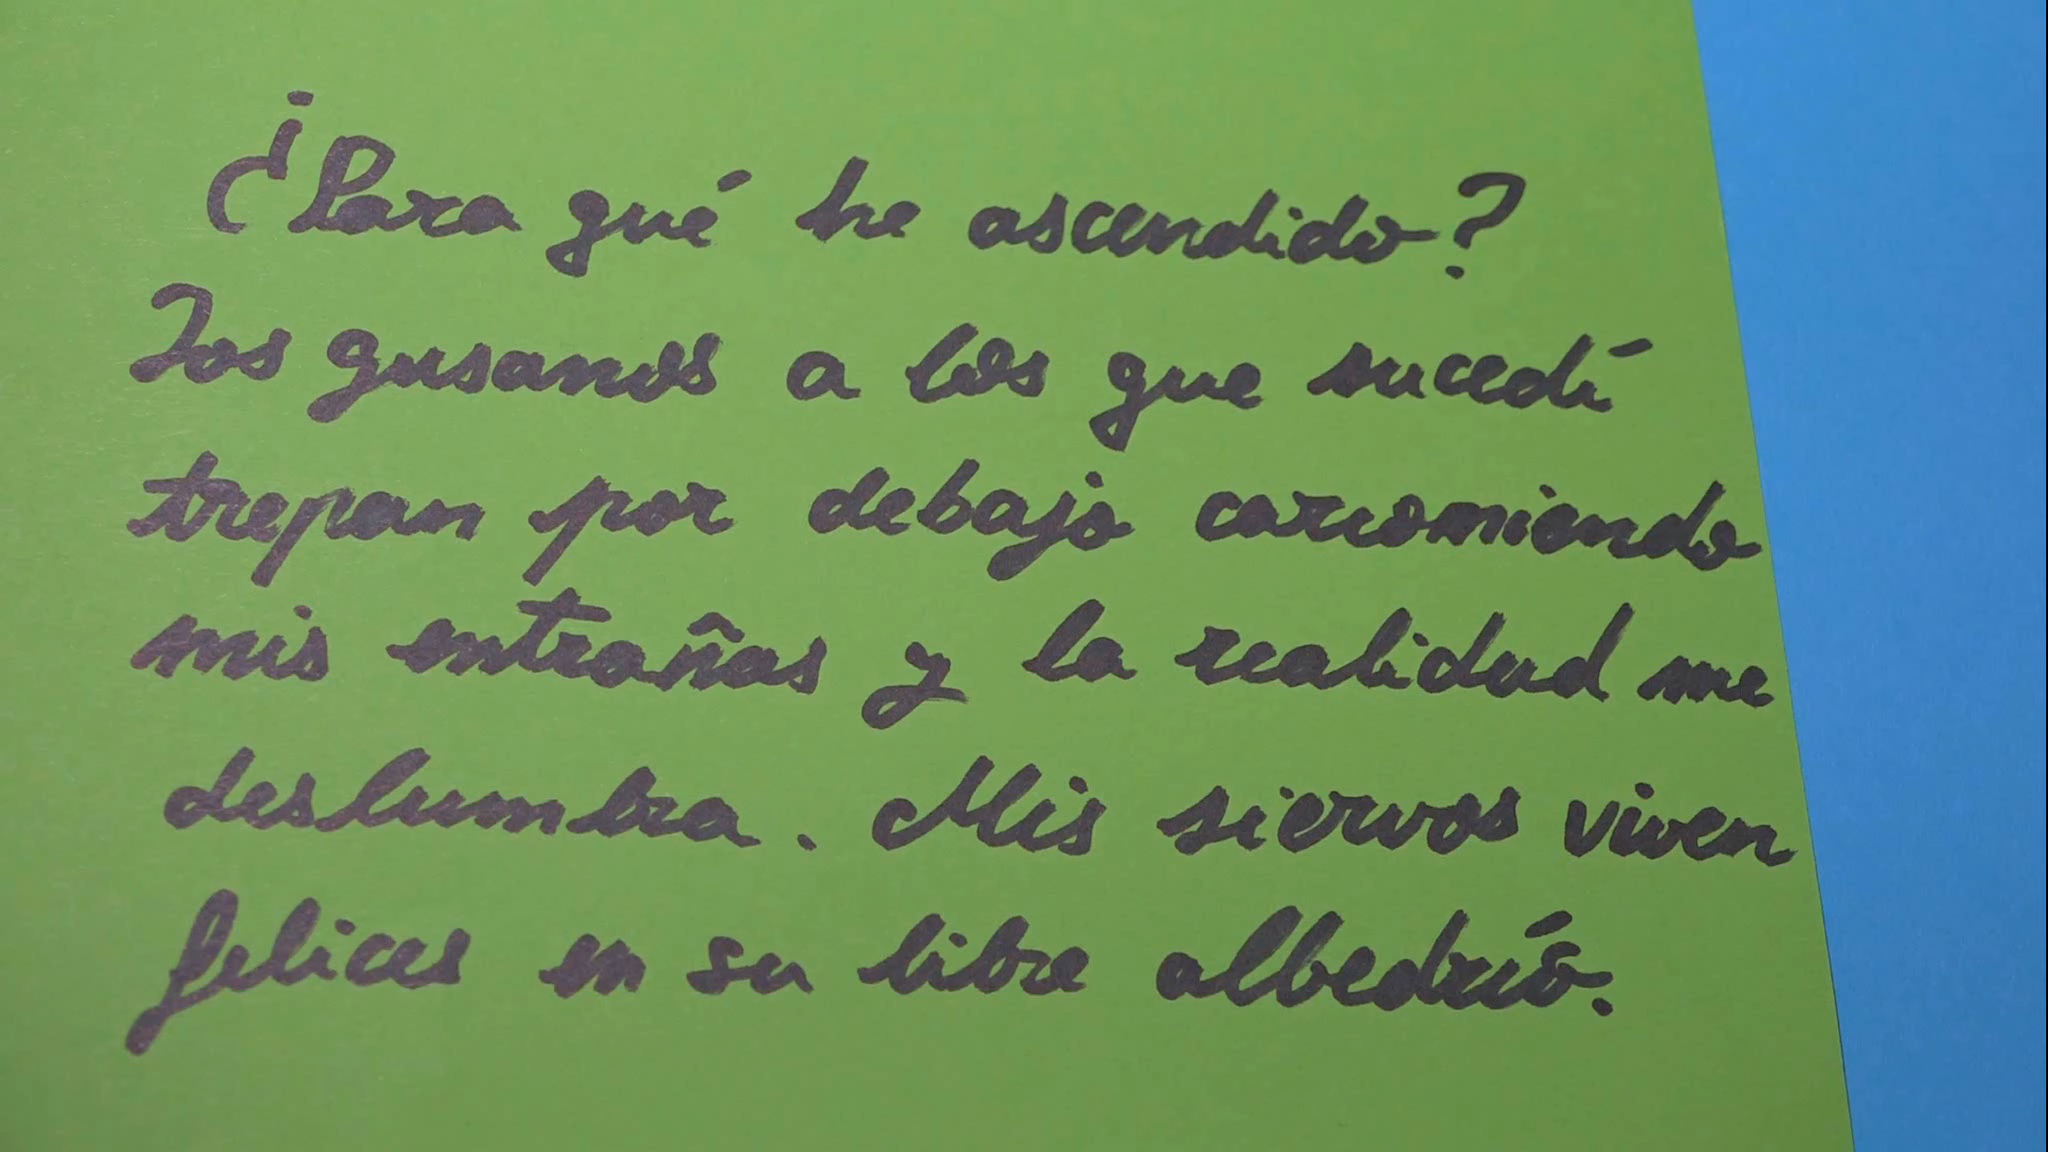 ¿Para qué he ascendido?
Los gusanos a los que sucedí
trepan por debajo carcomiendo
mis entrañas y la realidad me
deslumbra. Mis siervos viven
felices en su libre albedrío.